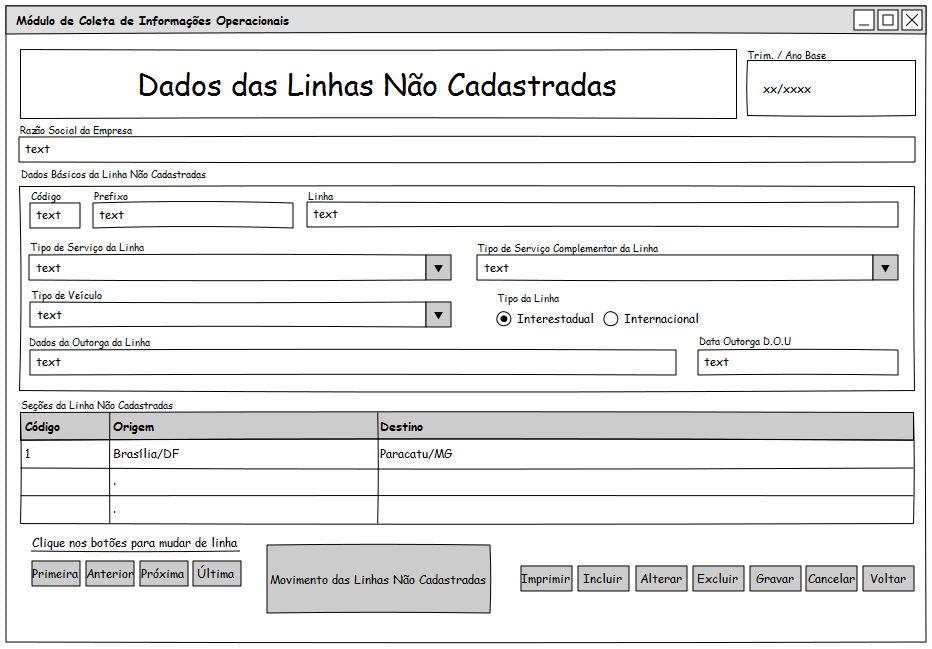 Módulo de Coleta de Informações Operacionais
Trim. / Ano Base
Dados das Linhas Não Cadastradas
xx/xxxx
Razão Social da Empresa
text
Dados Básicos da Linha Não Cadastradas
Código Prefixo Linha
text text text
Tipo de Serviço da Linha Tipo de Serviço Complementar da Linha
text text
Tipo de Veículo Tipo da Linha
text Interestadual Internacional
Dados da Outorga da Linha Data Outorga D.O.U
text text
Seções da Linha Não Cadastradas
Código Origem Destino
1 Brasília/DF Paracatu/MG
.
.
Clique nos botões para mudar de linha
Primeira Anterior Próxima Última Movimento das Linhas Não Cadastradas Imprimir Incluir Alterar Excluir Gravar Cancelar Voltar